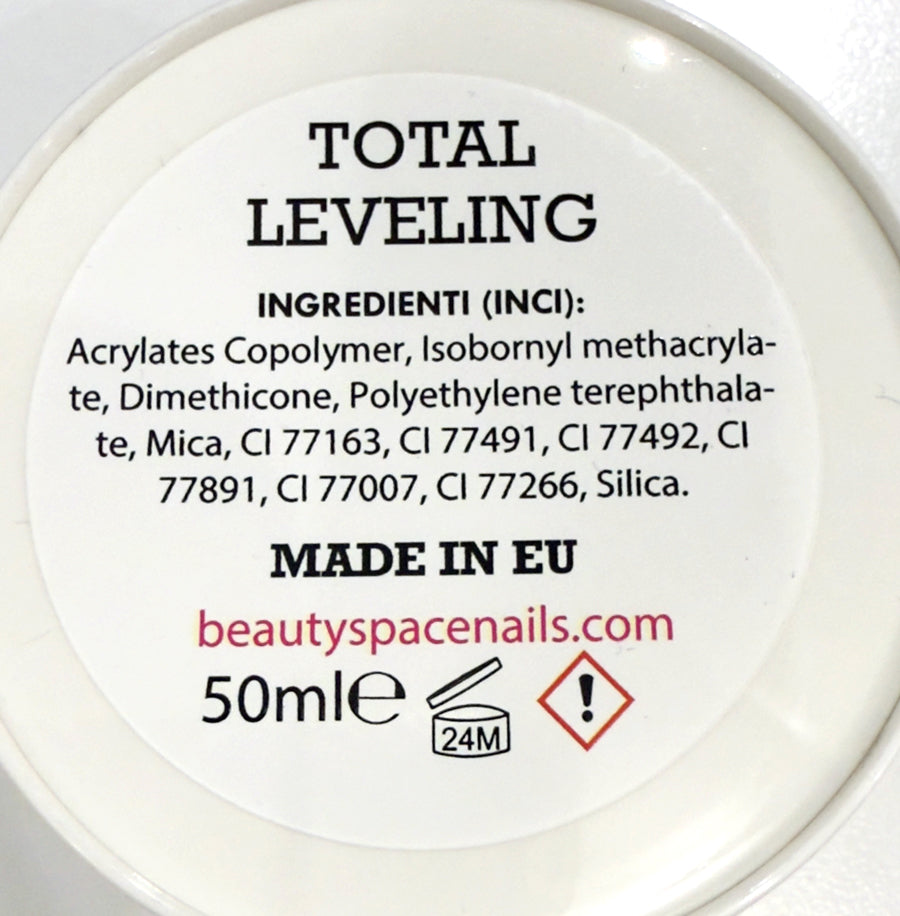 TOTAL
LEVELING
INGREDIENTI (INCI):
Acrylates Copolymer, Isobornyl methacryla-
te, Dimethicone, Polyethylene terephthala-
te, Mica, CI 77163, CI 77491, CI 77492, CI
77891, CI 77007, CI 77266, Silica.
MADE IN EU
beautyspacenails.com
50ml℮ 24M !